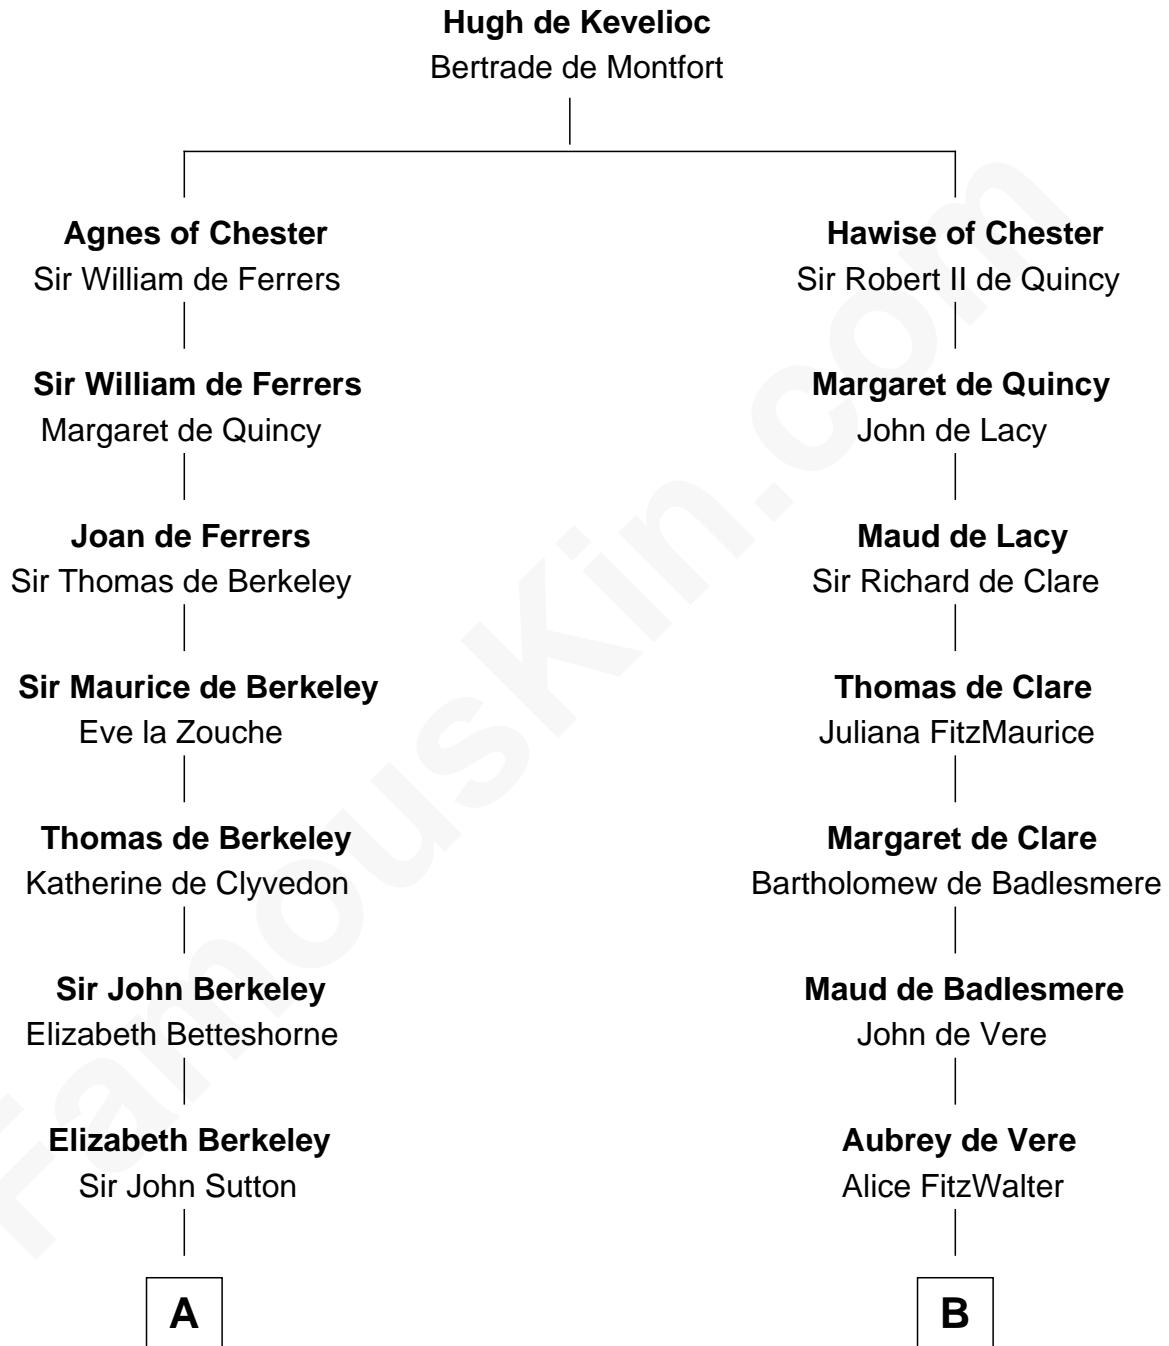 Hugh de Kevelioc
Bertrade de Montfort
Agnes of Chester
Sir William de Ferrers
Hawise of Chester
Sir Robert II de Quincy
Sir William de Ferrers
Margaret de Quincy
Margaret de Quincy
John de Lacy
Joan de Ferrers
Sir Thomas de Berkeley
Maud de Lacy
Sir Richard de Clare
Sir Maurice de Berkeley
Eve la Zouche
Thomas de Clare
Juliana FitzMaurice
Thomas de Berkeley
Katherine de Clyvedon
Margaret de Clare
Bartholomew de Badlesmere
Sir John Berkeley
Elizabeth Betteshorne
Maud de Badlesmere
John de Vere
Elizabeth Berkeley
Sir John Sutton
Aubrey de Vere
Alice FitzWalter
A
B
FamousKin.com